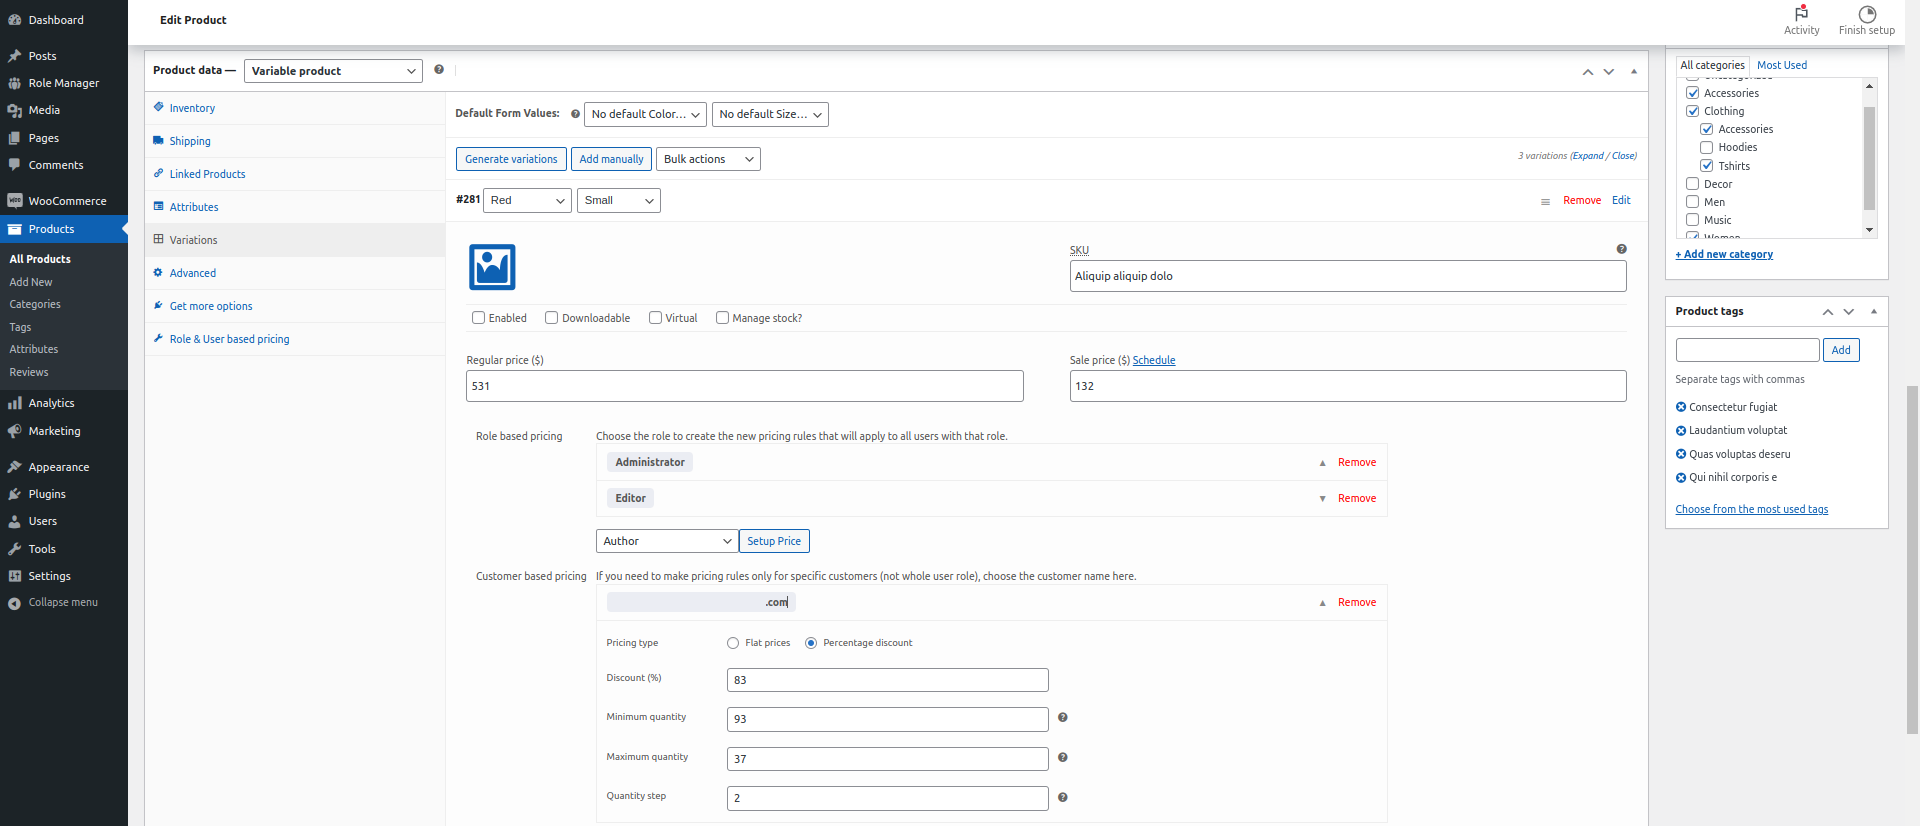 Dashboard
Posts
Role Manager
Media
Pages
Comments
WooCommerce
Products
All Products
Add New
Categories
Tags
Attributes
Reviews
Analytics
Marketing
Appearance
Plugins
Users
Tools
Settings
Collapse menu
Edit Product
Activity
Finish setup
Product data — Variable product
Inventory
Shipping
Linked Products
Attributes
Variations
Advanced
Get more options
Role & User based pricing
Default Form Values: No default Color... No default Size...
Generate variations Add manually Bulk actions 3 variations (Expand / Close)
#281 Red Small Remove Edit
SKU
Aliquip aliquip dolo
Enabled Downloadable Virtual Manage stock?
Regular price ($) Sale price ($) Schedule
531 132
Role based pricing Choose the role to create the new pricing rules that will apply to all users with that role.
Administrator Remove
Editor Remove
Author Setup Price
Customer based pricing If you need to make pricing rules only for specific customers (not whole user role), choose the customer name here.
.com Remove
Pricing type Flat prices Percentage discount
Discount (%) 83
Minimum quantity 93
Maximum quantity 37
Quantity step 2
All categories Most Used
Accessories
Clothing
Accessories
Hoodies
Tshirts
Decor
Men
Music
Women
+ Add new category
Product tags
Add
Separate tags with commas
Consectetur fugiat
Laudantium voluptat
Quas voluptas deseru
Qui nihil corporis e
Choose from the most used tags